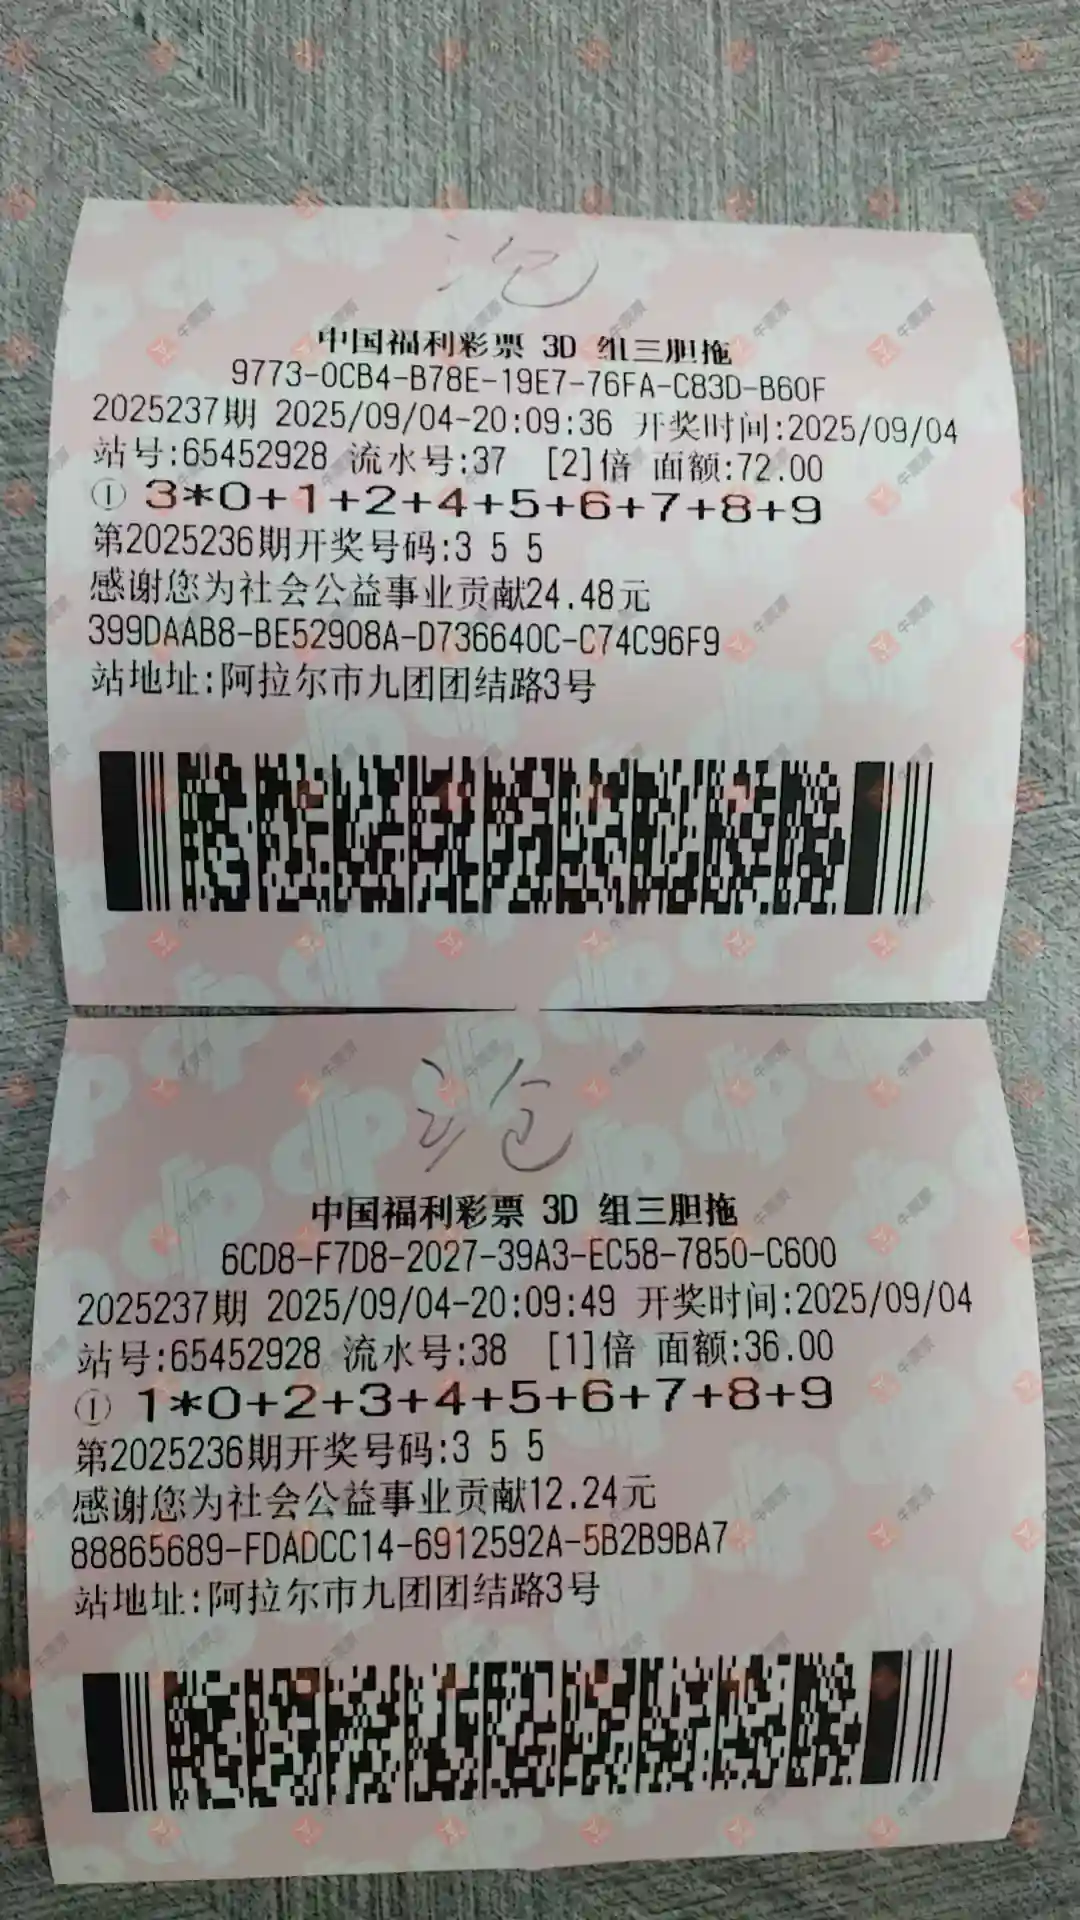 泡
中国福利彩票 3D 组三胆拖
9773-0CB4-B78E-19E7-76FA-C83D-B60F
2025237期 2025/09/04-20:09:36 开奖时间:2025/09/04
站号:65452928 流水号:37 [2]倍 面额:72.00
① 3*0+1+2+4+5+6+7+8+9
第2025236期开奖号码:3 5 5
感谢您为社会公益事业贡献24.48元
399DAAB8-BE52908A-D736640C-C74C96F9
站地址:阿拉尔市九团团结路3号
中国福利彩票 3D 组三胆拖
6CD8-F7D8-2027-39A3-EC58-7850-C600
2025237期 2025/09/04-20:09:49 开奖时间:2025/09/04
站号:65452928 流水号:38 [1]倍 面额:36.00
① 1*0+2+3+4+5+6+7+8+9
第2025236期开奖号码:3 5 5
感谢您为社会公益事业贡献12.24元
88865689-FDADCC14-6912592A-5B2B9BA7
站地址:阿拉尔市九团团结路3号